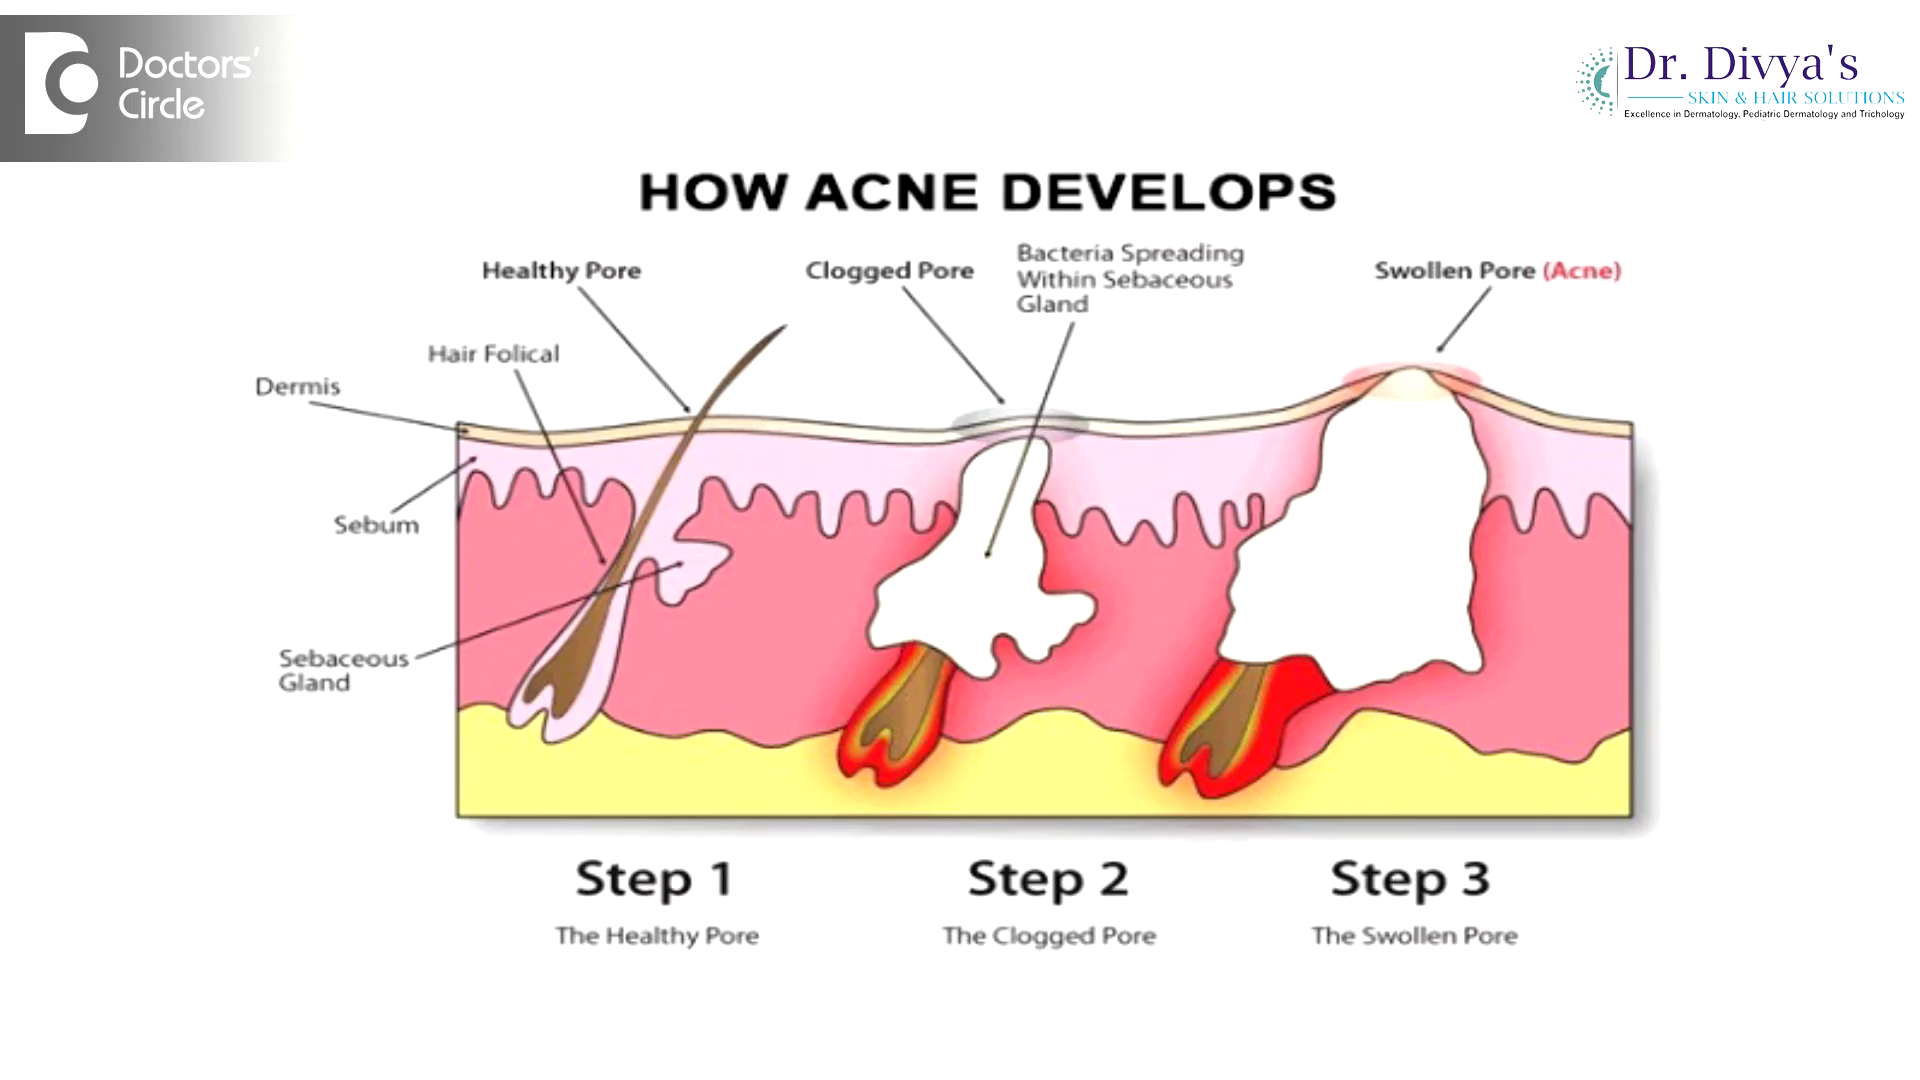 Doctors'
Circle
Dr. Divya's
SKIN & HAIR SOLUTIONS
Excellence in Dermatology, Pediatric Dermatology and Trichology
HOW ACNE DEVELOPS
Healthy Pore
Clogged Pore
Bacteria Spreading
Within Sebaceous
Gland
Swollen Pore (Acne)
Hair Folical
Dermis
Sebum
Sebaceous
Gland
Step 1
The Healthy Pore
Step 2
The Clogged Pore
Step 3
The Swollen Pore